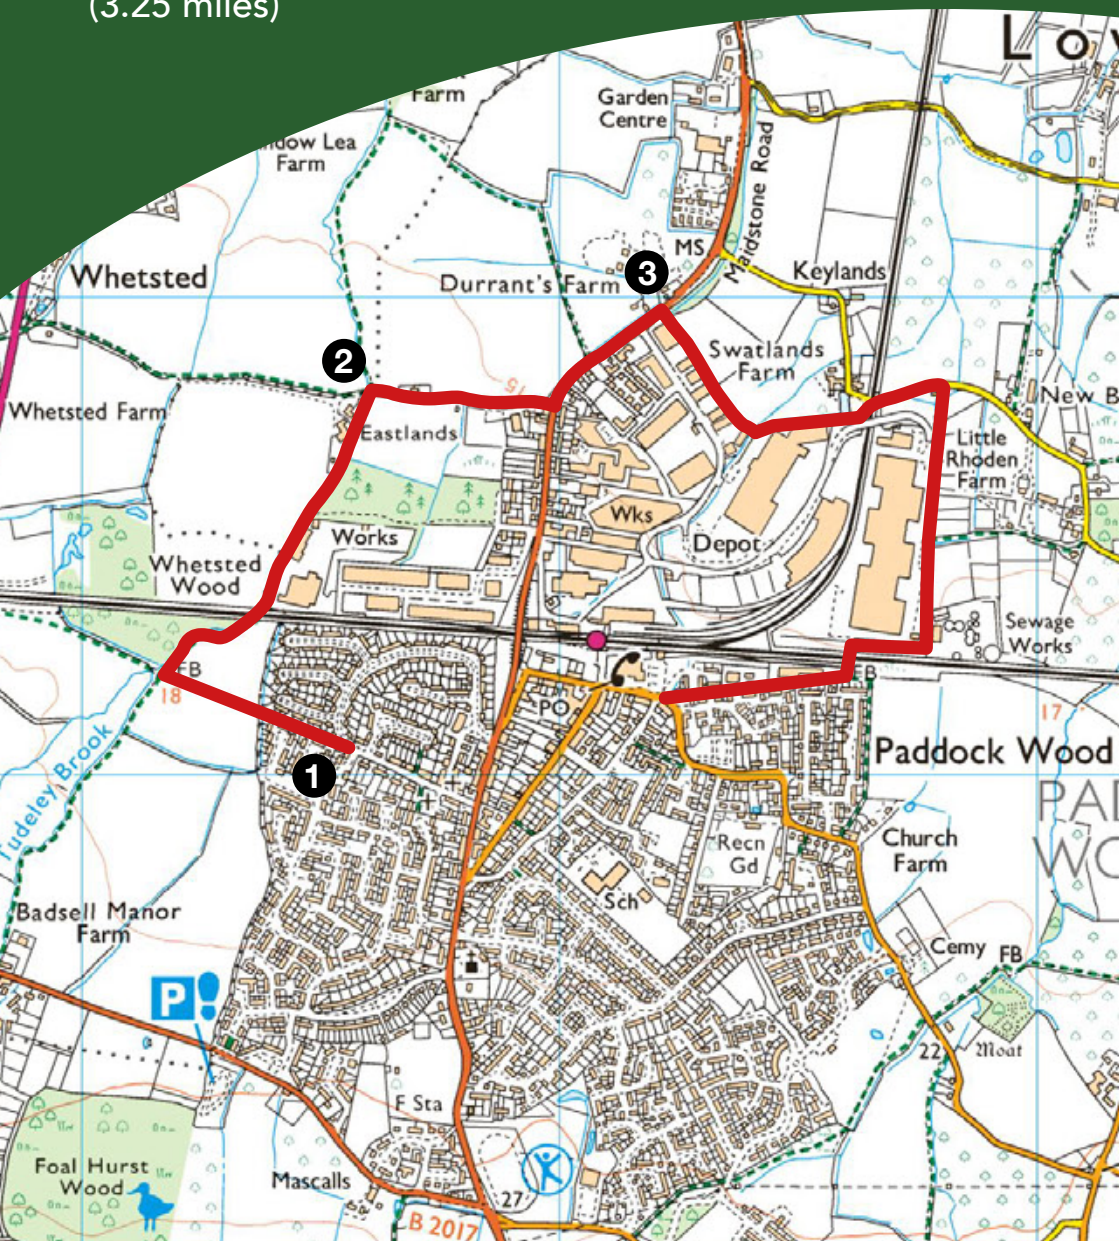 (3.25 miles)
Lo
Farm
Garden
Centre
Farm
Maidstone Road
MS
Keylands
Whetsted
Durrant's Farm
3
Swatlands
Farm
2
15
Whetsted Farm
Eastlands
Little
Rhoden
Farm
Wks
Depot
Works
Whetsted
Wood
Sewage
Works
FB
18
PO
17
1
Paddock Wood
Tudeley Brook
Recn
Gd
Church
Farm
Sch
Badsell Manor
Farm
Cemy
FB
P!
22
Moat
F Sta
Foal Hurst
Wood
Mascalls
27
B 2017